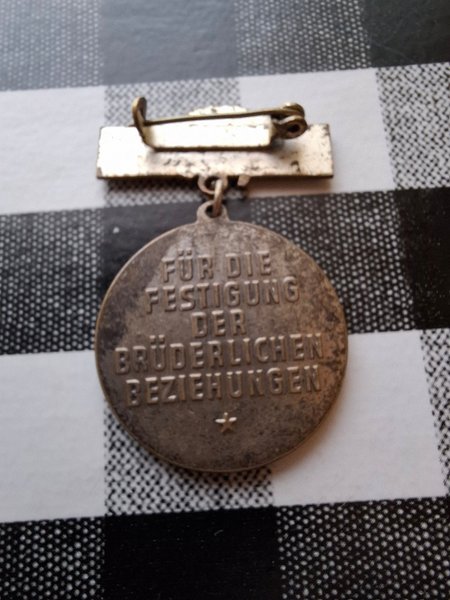 FÜR DIE
FESTIGUNG
DER
BRÜDERLICHEN
BEZIEHUNGEN